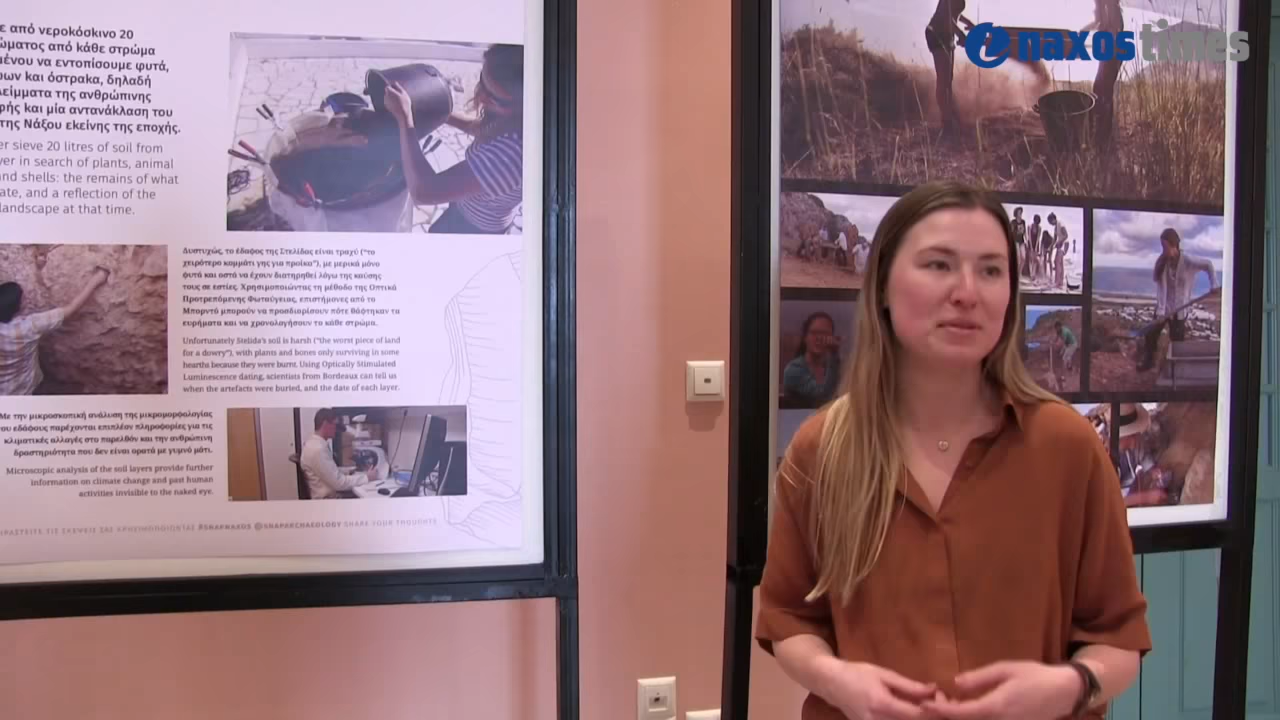 naxostimes
ε από νεροκόσκινο 20
ώματος από κάθε στρώμα
μένου να εντοπίσουμε φυτά,
ων και όστρακα, δηλαδή
λείμματα της ανθρώπινης
φής και μία αντανάκλαση του
της Νάξου εκείνης της εποχής.
er sieve 20 litres of soil from
ver in search of plants, animal
and shells: the remains of what
ate, and a reflection of the
landscape at that time.
Δυστυχώς, το έδαφος της Στελίδας είναι τραχύ ("το
χειρότερο κομμάτι γης για προίκα"), με μερικά μόνο
φυτά και οστά να έχουν διατηρηθεί λόγω της καύσης
τους σε εστίες. Χρησιμοποιώντας τη μέθοδο της Οπτικά
Προτρεπόμενης Φωταύγειας, επιστήμονες από το
Μπορντό μπορούν να προσδιορίσουν πότε θάφτηκαν τα
ευρήματα και να χρονολογήσουν το κάθε στρώμα.
Unfortunately Stelida's soil is harsh ("the worst piece of land
for a dowry"), with plants and bones only surviving in some
hearths because they were burnt. Using Optically Stimulated
Luminescence dating, scientists from Bordeaux can tell us
when the artefacts were buried, and the date of each layer.
Με την μικροσκοπική ανάλυση της μικρομορφολογίας
του εδάφους παρέχονται επιπλέον πληροφορίες για τις
κλιματικές αλλαγές στο παρελθόν και την ανθρώπινη
δραστηριότητα που δεν είναι ορατά με γυμνό μάτι.
Microscopic analysis of the soil layers provide further
information on climate change and past human
activities invisible to the naked eye.
ΙΡΑΣΤΕΙΤΕ ΤΙΣ ΣΚΕΨΕΙΣ ΣΑΣ ΧΡΗΣΙΜΟΠΟΙΩΝΤΑΣ #SNAPNAXOS @SNAPARCHAEOLOGY SHARE YOUR THOUGHTS